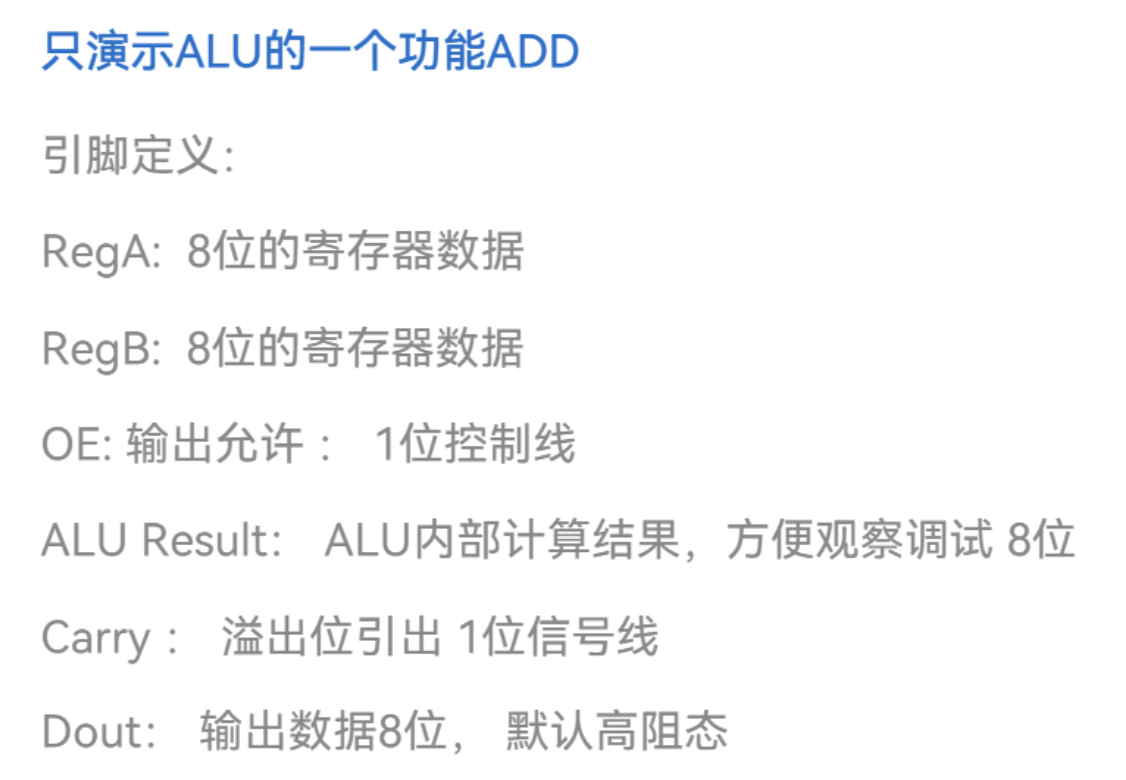 只演示ALU的一个功能ADD
引脚定义：
RegA:  8位的寄存器数据
RegB:  8位的寄存器数据
OE: 输出允许 ：  1位控制线
ALU Result：  ALU内部计算结果，方便观察调试 8位
Carry ：  溢出位引出 1位信号线
Dout：  输出数据8位， 默认高阻态